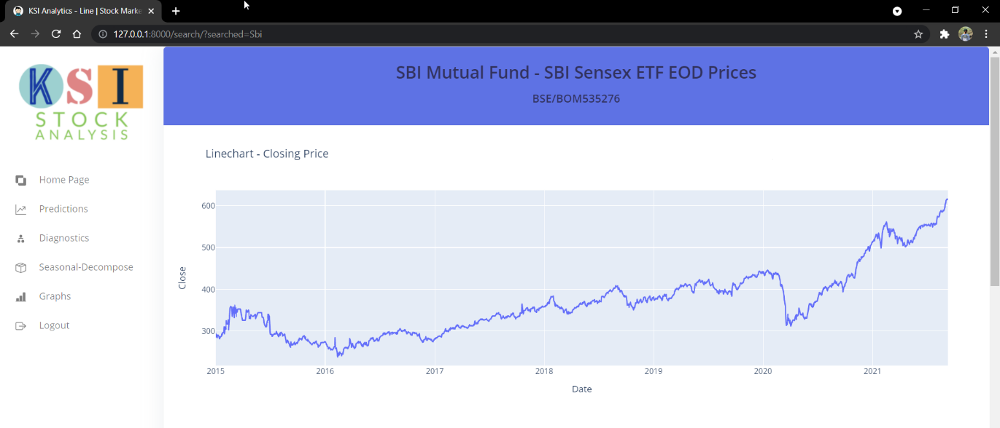 KSI Analytics - Line | Stock Marke
127.0.0.1:8000/search/?searched=Sbi
KSI
STOCK
ANALYSIS
Home Page
Predictions
Diagnostics
Seasonal-Decompose
Graphs
Logout
SBI Mutual Fund - SBI Sensex ETF EOD Prices
BSE/BOM535276
Linechart - Closing Price
600
500
400
300
Close
2015 2016 2017 2018 2019 2020 2021
Date